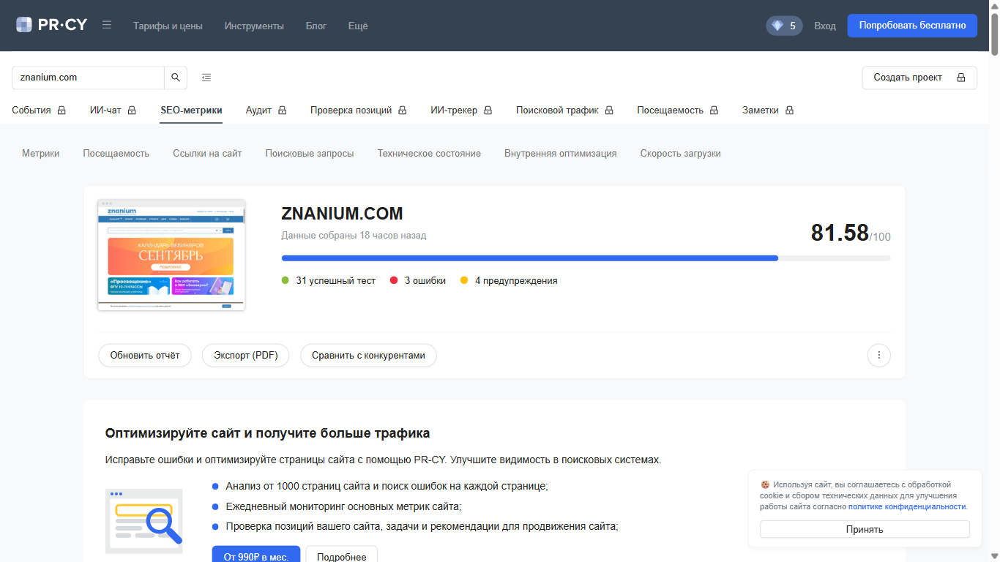 PR·CY
Тарифы и цены
Инструменты
Блог
Ещё
5
Вход
Попробовать бесплатно
znanium.com
Создать проект
События
ИИ-чат
SEO-метрики
Аудит
Проверка позиций
ИИ-трекер
Поисковой трафик
Посещаемость
Заметки
Метрики
Посещаемость
Ссылки на сайт
Поисковые запросы
Техническое состояние
Внутренняя оптимизация
Скорость загрузки
znanium
КАЛЕНДАРЬ ВЕБИНАРОВ
СЕНТЯБРЬ
«Просвещение»
ФПУ 10-11 КЛАССЫ
Как работать
ZNANIUM.COM
Данные собраны 18 часов назад
81.58/100
31 успешный тест
3 ошибки
4 предупреждения
Обновить отчёт
Экспорт (PDF)
Сравнить с конкурентами
Оптимизируйте сайт и получите больше трафика
Исправьте ошибки и оптимизируйте страницы сайта с помощью PR-CY. Улучшите видимость в поисковых системах.
Анализ от 1000 страниц сайта и поиск ошибок на каждой странице;
Ежедневный мониторинг основных метрик сайта;
Проверка позиций вашего сайта, задачи и рекомендации для продвижения сайта;
От 990₽ в мес.
Подробнее
Используя сайт, вы соглашаетесь с обработкой
cookie и сбором технических данных для улучшения
работы сайта согласно политике конфиденциальности.
Принять